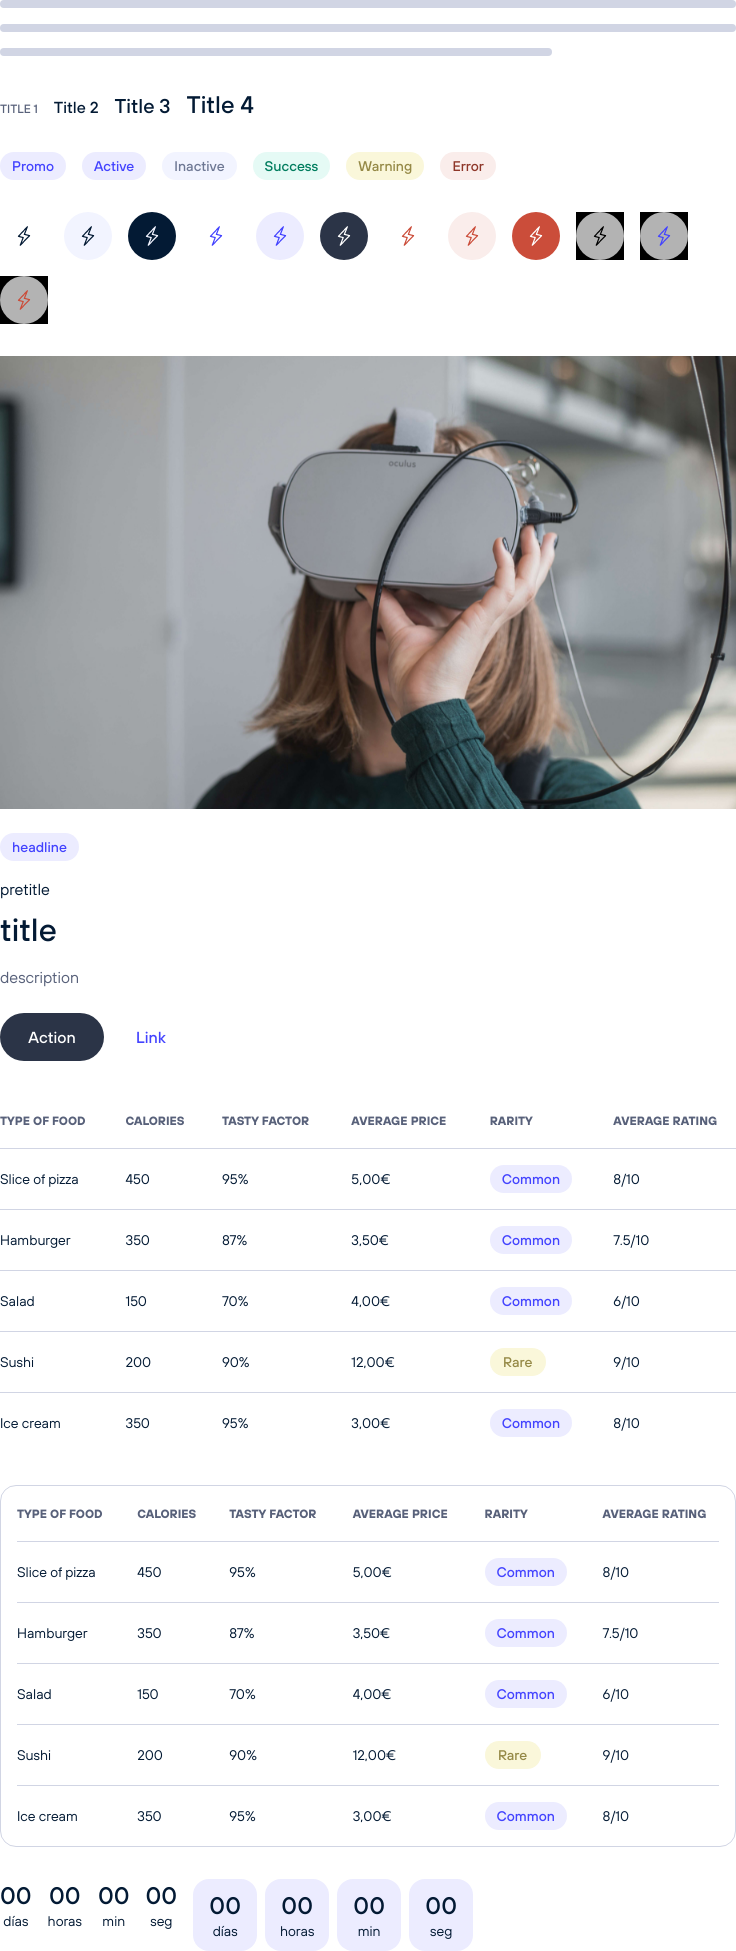 TITLE 1 Title 2 Title 3 Title 4
Promo Active Inactive Success Warning Error
oculus
headline
pretitle
title
description
Action Link
TYPE OF FOOD CALORIES TASTY FACTOR AVERAGE PRICE RARITY AVERAGE RATING
Slice of pizza 450 95% 5,00€ Common 8/10
Hamburger 350 87% 3,50€ Common 7.5/10
Salad 150 70% 4,00€ Common 6/10
Sushi 200 90% 12,00€ Rare 9/10
Ice cream 350 95% 3,00€ Common 8/10
TYPE OF FOOD CALORIES TASTY FACTOR AVERAGE PRICE RARITY AVERAGE RATING
Slice of pizza 450 95% 5,00€ Common 8/10
Hamburger 350 87% 3,50€ Common 7.5/10
Salad 150 70% 4,00€ Common 6/10
Sushi 200 90% 12,00€ Rare 9/10
Ice cream 350 95% 3,00€ Common 8/10
00 00 00 00 00 00 00 00
días horas min seg días horas min seg